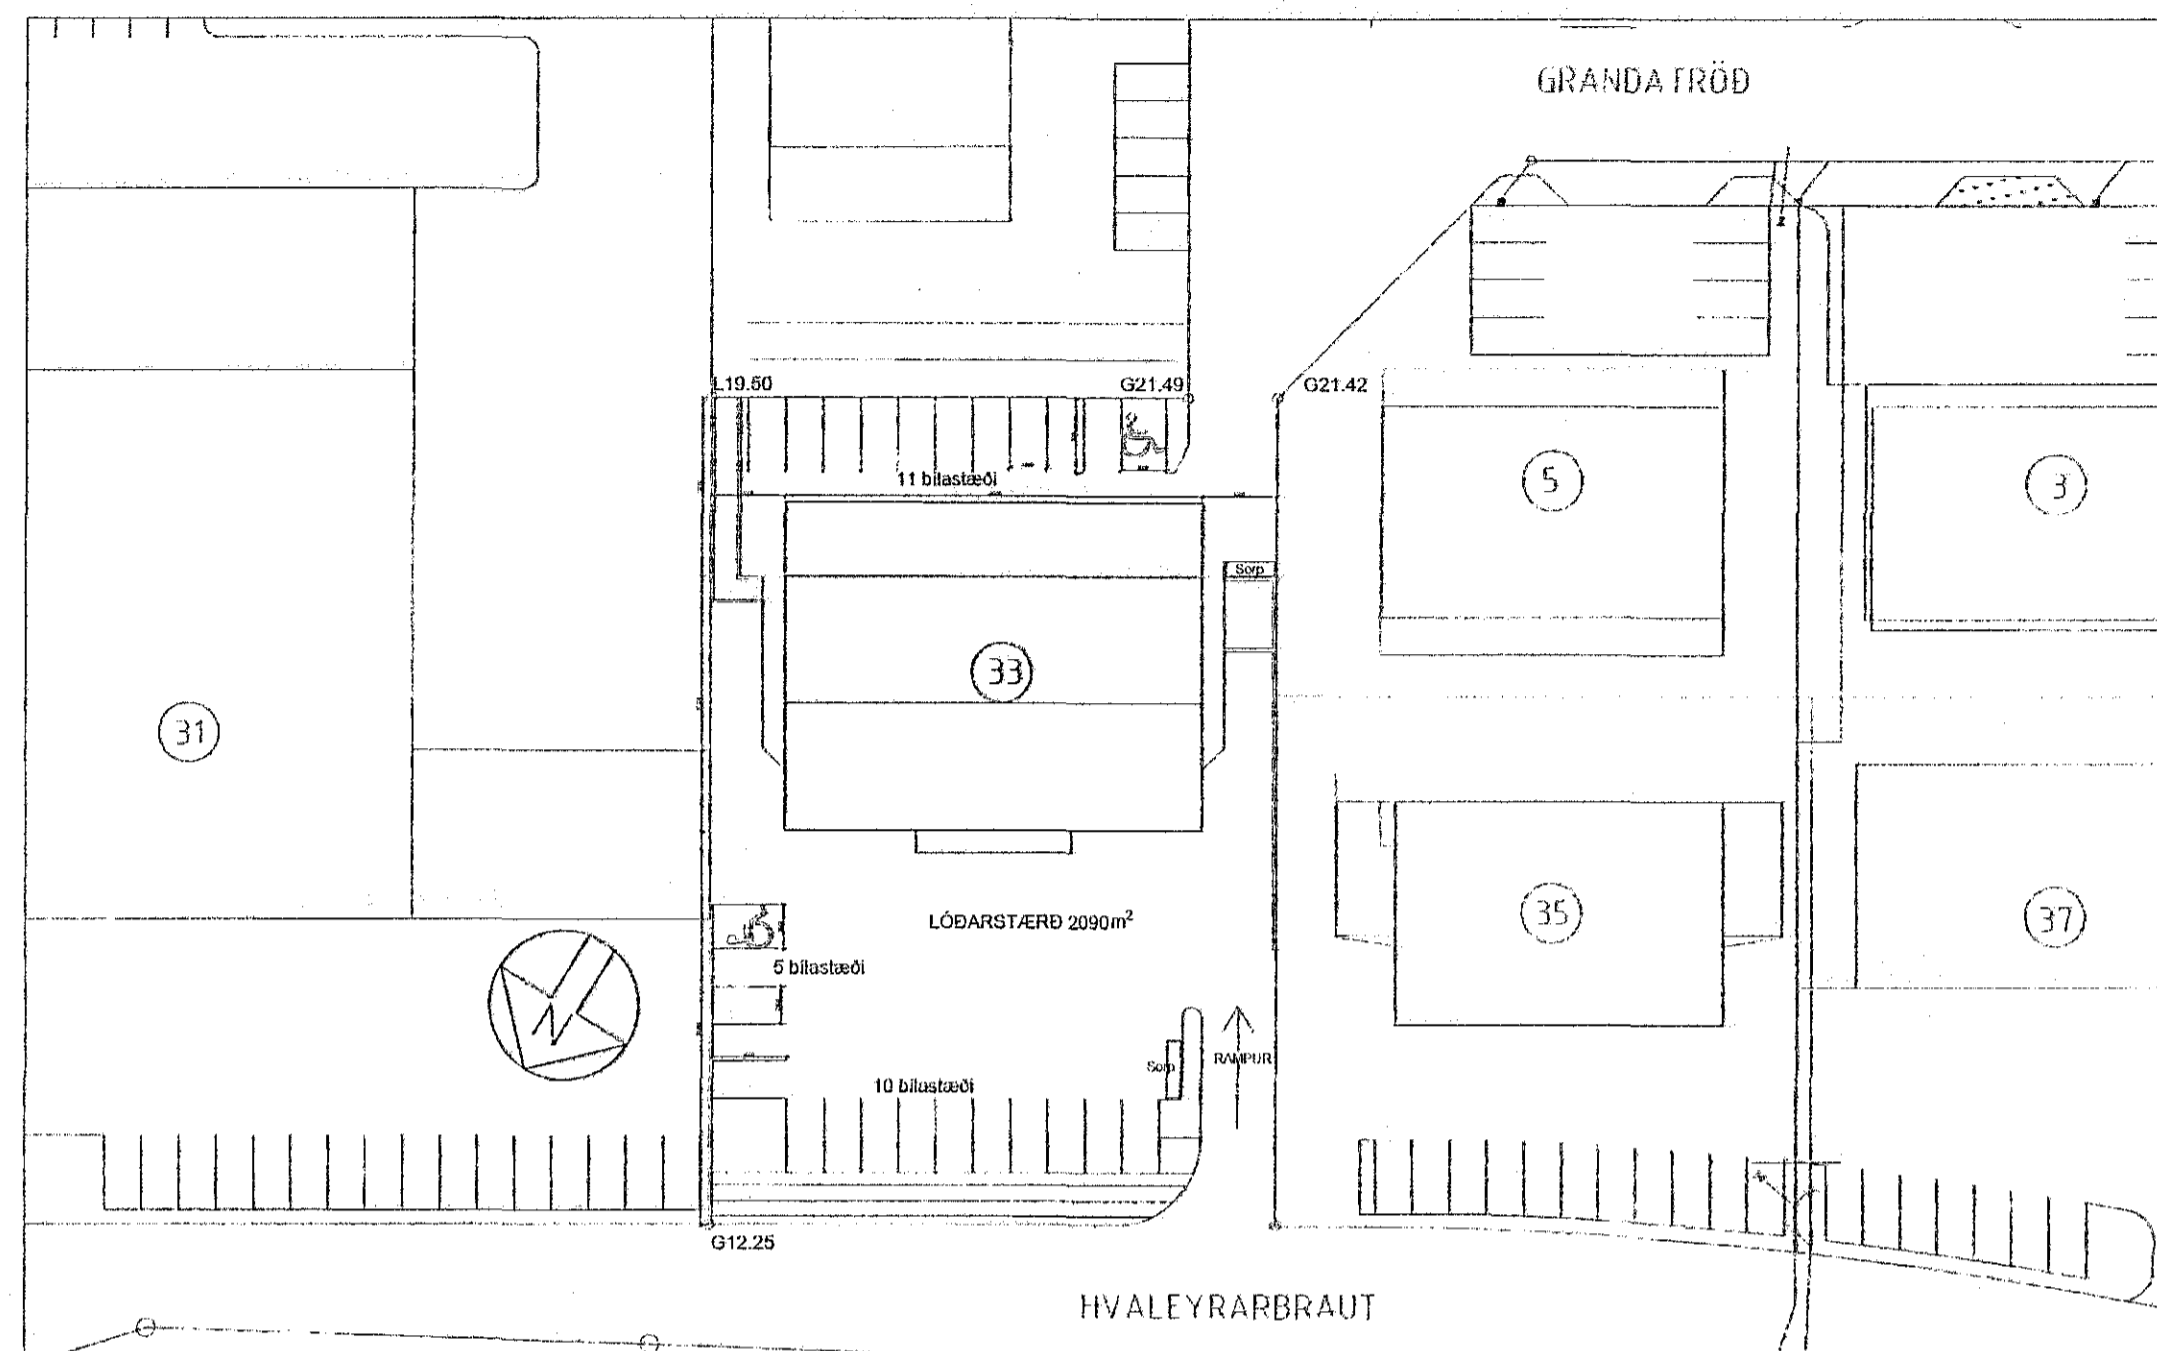 GRANDATRÖÐ
L19.50
G21.49
G21.42
11 bílastæði
5
3
Sorp
33
31
LÓÐARSTÆRÐ 2090m²
35
37
5 bílastæði
N
Sorp
RAMPUR
10 bílastæði
G12.25
HVALEYRARBRAUT